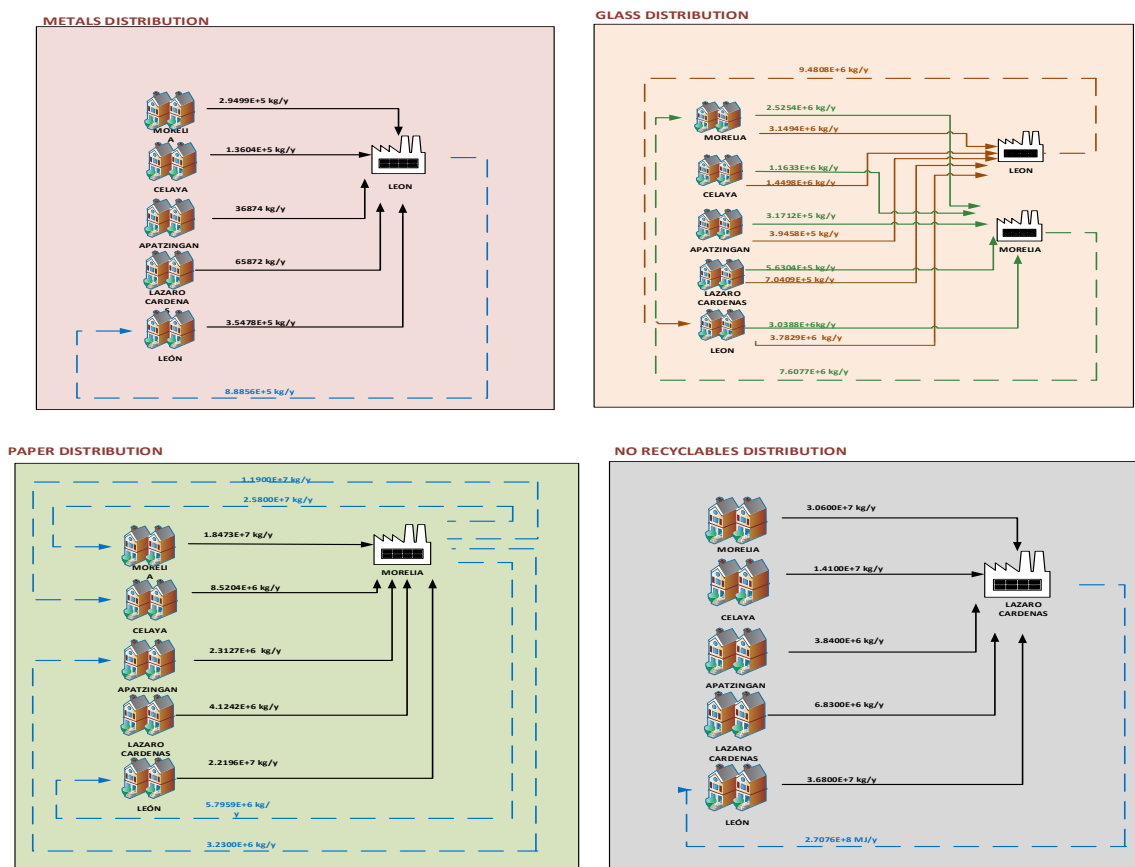 METALS DISTRIBUTION
2.9499E+5 kg/y
MORELI
A
1.3604E+5 kg/y
CELAYA
LEON
36874 kg/y
APATZINGAN
65872 kg/y
LAZARO
CARDENA
S
3.5478E+5 kg/y
LEÓN
8.8856E+5 kg/y
GLASS DISTRIBUTION
9.4808E+6 kg/y
2.5254E+6 kg/y
MORELIA
3.1494E+6 kg/y
LEON
1.1633E+6 kg/y
1.4498E+6 kg/y
CELAYA
3.1712E+5 kg/y
3.9458E+5 kg/y
APATZINGAN
MORELIA
5.6304E+5 kg/y
7.0409E+5 kg/y
LAZARO
CARDENAS
3.0388E+6kg/y
3.7829E+6 kg/y
LEON
7.6077E+6 kg/y
PAPER DISTRIBUTION
1.1900E+7 kg/y
2.5800E+7 kg/y
1.8473E+7 kg/y
MORELI
A
MORELIA
8.5204E+6 kg/y
CELAYA
2.3127E+6 kg/y
APATZINGAN
4.1242E+6 kg/y
LAZARO
CARDENAS
2.2196E+7 kg/y
LEÓN
5.7959E+6 kg/
y
3.2300E+6 kg/y
NO RECYCLABLES DISTRIBUTION
3.0600E+7 kg/y
MORELIA
1.4100E+7 kg/y
CELAYA
LAZARO
CARDENAS
3.8400E+6 kg/y
APATZINGAN
6.8300E+6 kg/y
LAZARO
CARDENAS
3.6800E+7 kg/y
LEÓN
2.7076E+8 MJ/y